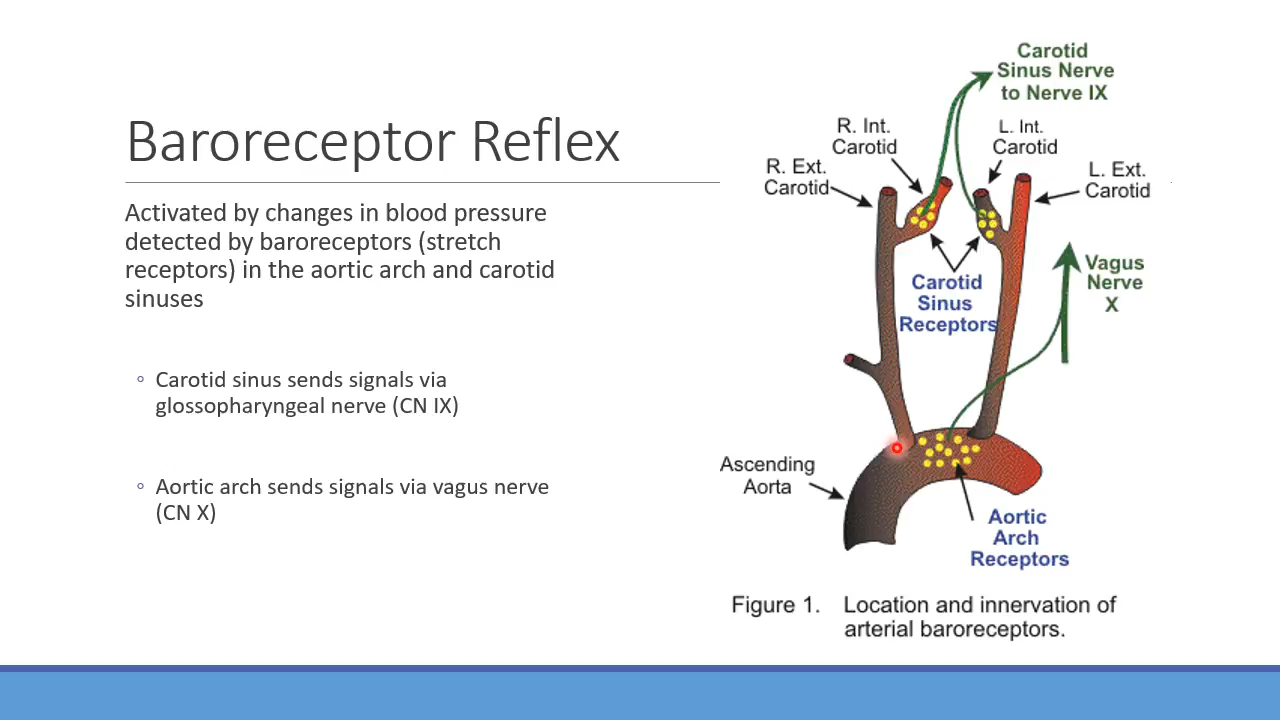 Baroreceptor Reflex
Activated by changes in blood pressure
detected by baroreceptors (stretch
receptors) in the aortic arch and carotid
sinuses
◦ Carotid sinus sends signals via
glossopharyngeal nerve (CN IX)
◦ Aortic arch sends signals via vagus nerve
(CN X)
Carotid
Sinus Nerve
to Nerve IX
R. Int.
Carotid
L. Int.
Carotid
R. Ext.
Carotid
L. Ext.
Carotid
Carotid
Sinus
Receptors
Vagus
Nerve
X
Ascending
Aorta
Aortic
Arch
Receptors
Figure 1. Location and innervation of
arterial baroreceptors.